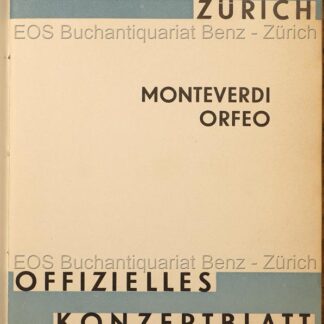 ZÜRICH
EOS Buchantiquariat Benz - Zürich
MONTEVERDI
ORFEO
EOS Buchantiquariat Benz - Zürich
OFFIZIELLES
KONZERTBLATT